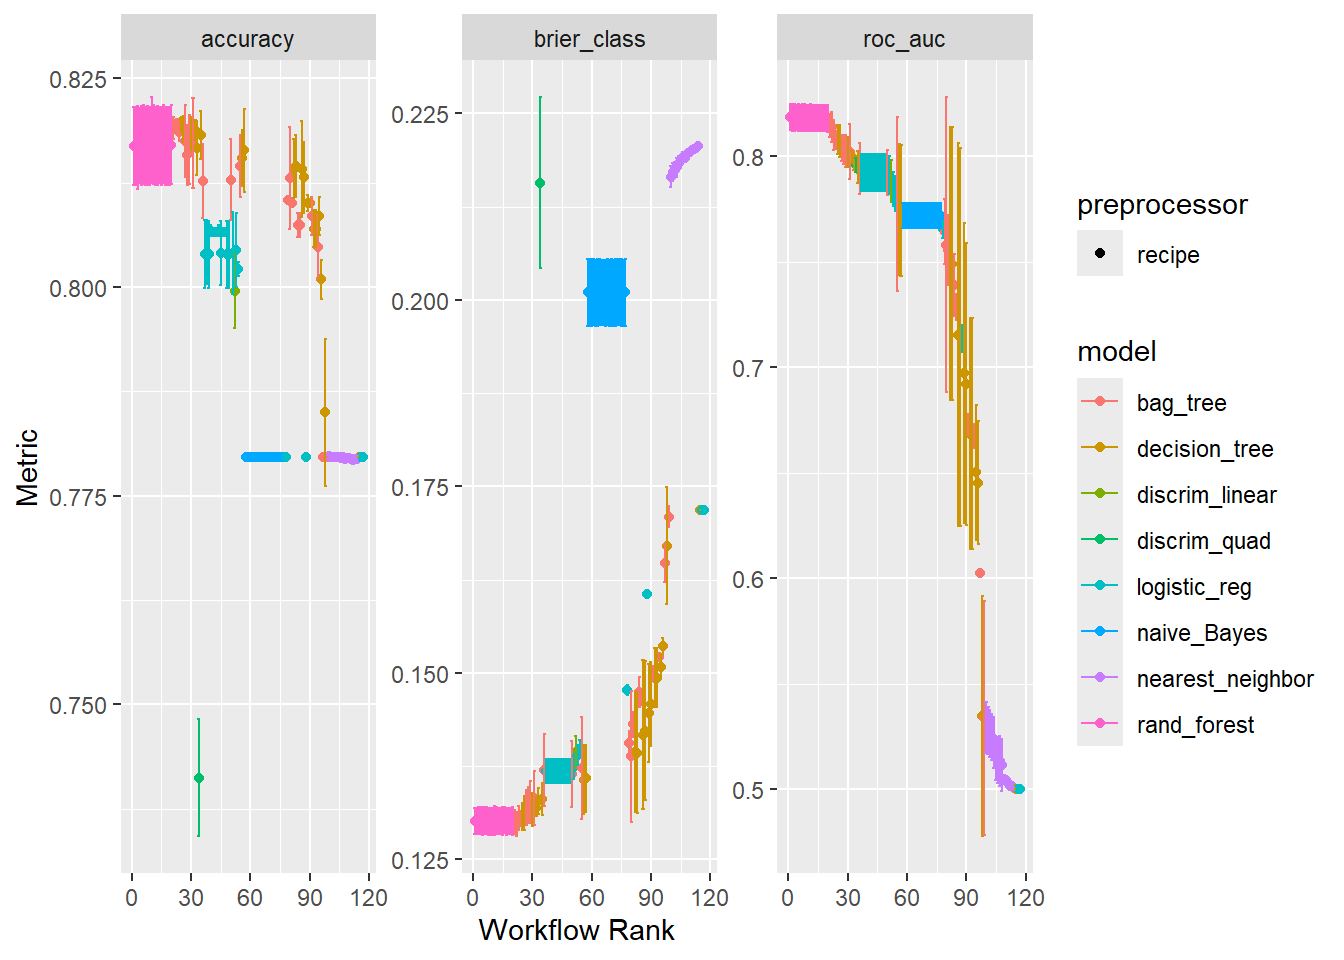 accuracy
brier_class
roc_auc
0.825
0.800
0.775
0.750
0.225
0.200
0.175
0.150
0.125
0.8
0.7
0.6
0.5
0 30 60 90 120
0 30 60 90 120
0 30 60 90 120
Metric
Workflow Rank
preprocessor
recipe
model
bag_tree
decision_tree
discrim_linear
discrim_quad
logistic_reg
naive_Bayes
nearest_neighbor
rand_forest